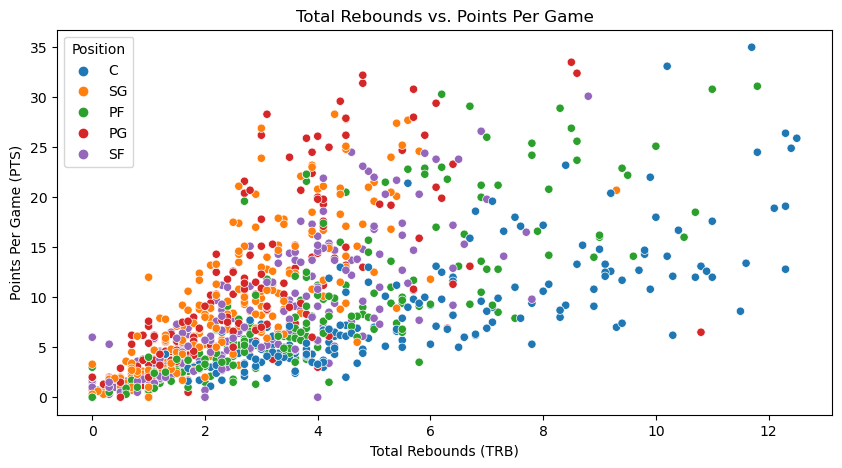 Total Rebounds vs. Points Per Game
Position
C
SG
PF
PG
SF
Points Per Game (PTS)
35
30
25
20
15
10
5
0
0 2 4 6 8 10 12
Total Rebounds (TRB)